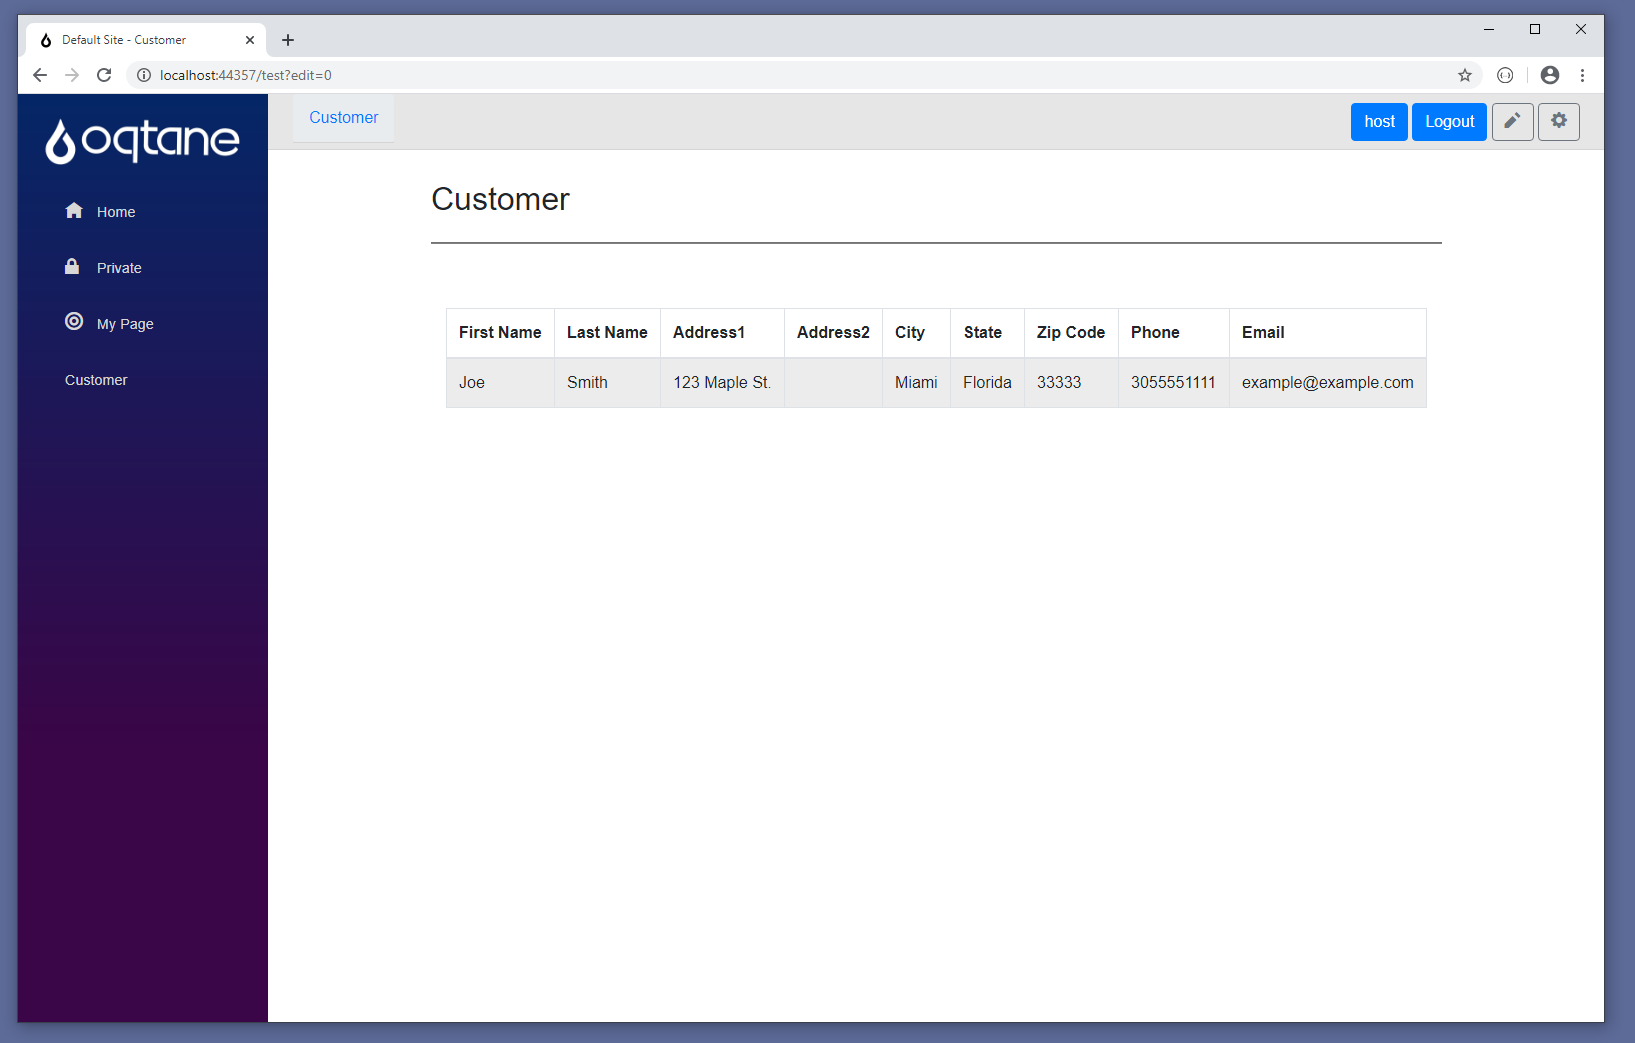 Default Site - Customer
localhost:44357/test?edit=0
oqtane
Customer
host
Logout
Home
Private
My Page
Customer
Customer
First Name Last Name Address1 Address2 City State Zip Code Phone Email
Joe Smith 123 Maple St. Miami Florida 33333 3055551111 example@example.com